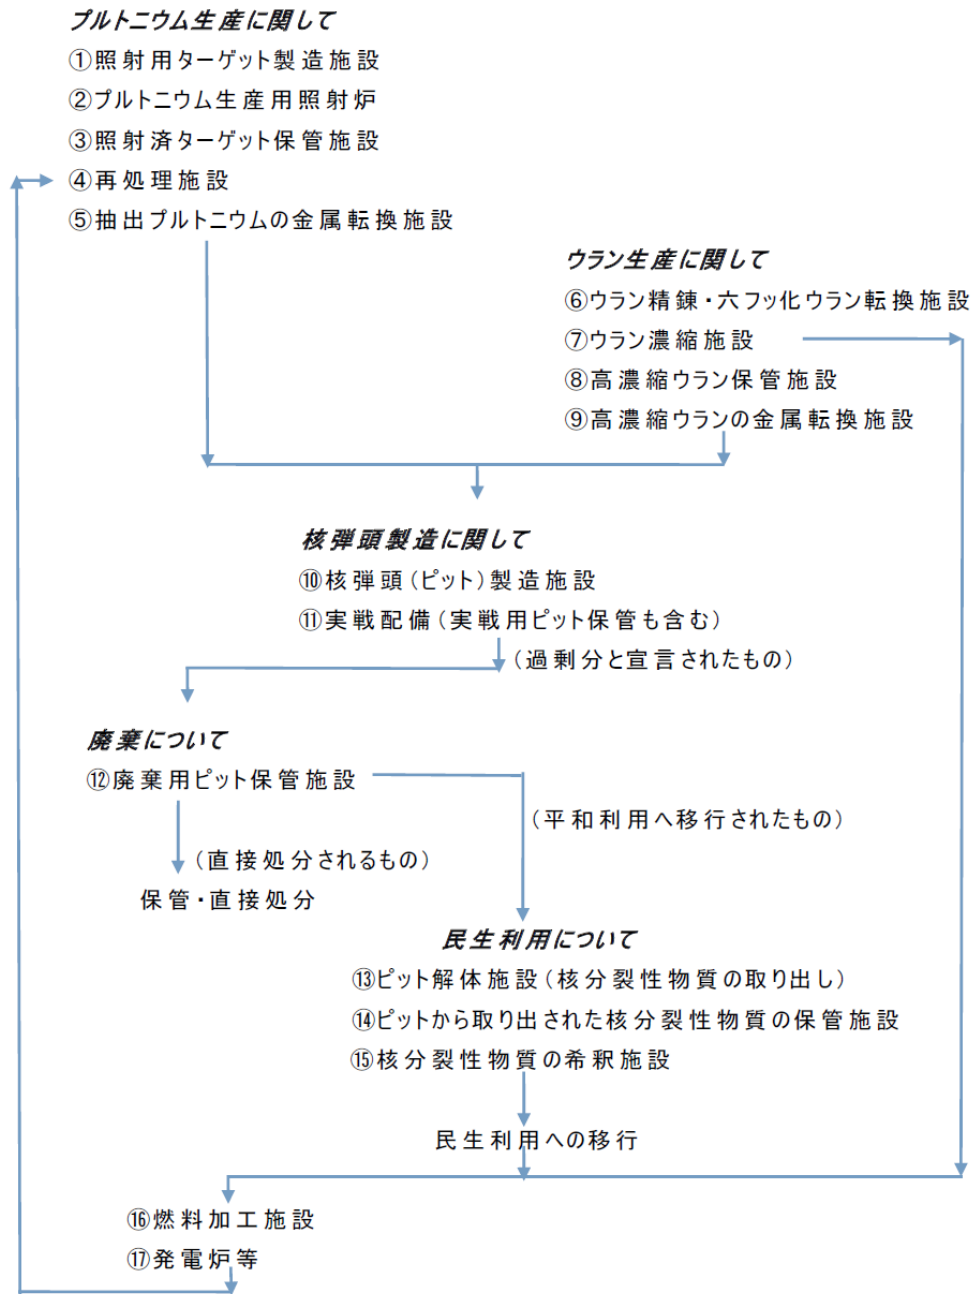 プルトニウム生産に関して
①照射用ターゲット製造施設
②プルトニウム生産用照射炉
③照射済ターゲット保管施設
④再処理施設
⑤抽出プルトニウムの金属転換施設
ウラン生産に関して
⑥ウラン精錬・六フッ化ウラン転換施設
⑦ウラン濃縮施設
⑧高濃縮ウラン保管施設
⑨高濃縮ウランの金属転換施設
核弾頭製造に関して
⑩核弾頭(ピット)製造施設
⑪実戦配備(実戦用ピット保管も含む)
(過剰分と宣言されたもの)
廃棄について
⑫廃棄用ピット保管施設
(平和利用へ移行されたもの)
(直接処分されるもの)
保管・直接処分
民生利用について
⑬ピット解体施設(核分裂性物質の取り出し)
⑭ピットから取り出された核分裂性物質の保管施設
⑮核分裂性物質の希釈施設
民生利用への移行
⑯燃料加工施設
⑰発電炉等